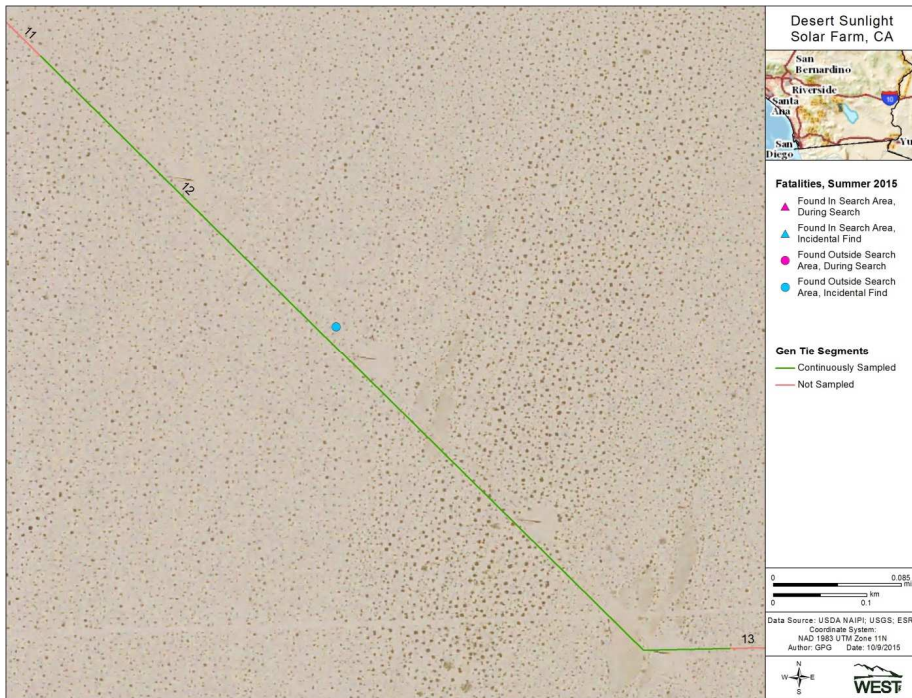 11
12
13
Desert Sunlight
Solar Farm, CA
San
Bernardino
Riverside
Santa
Ana
10
San
Diego
Fatalities, Summer 2015
Found In Search Area,
During Search
Found In Search Area,
Incidental Find
Found Outside Search
Area, During Search
Found Outside Search
Area, Incidental Find
Gen Tie Segments
Continuously Sampled
Not Sampled
0 0.085
mi
km
0 0.1
Data Source: USDA NAIPI; USGS; ESR
Coordinate System:
NAD 1983 UTM Zone 11N
Author: GPG Date: 10/9/2015
N
W E
S
WEST